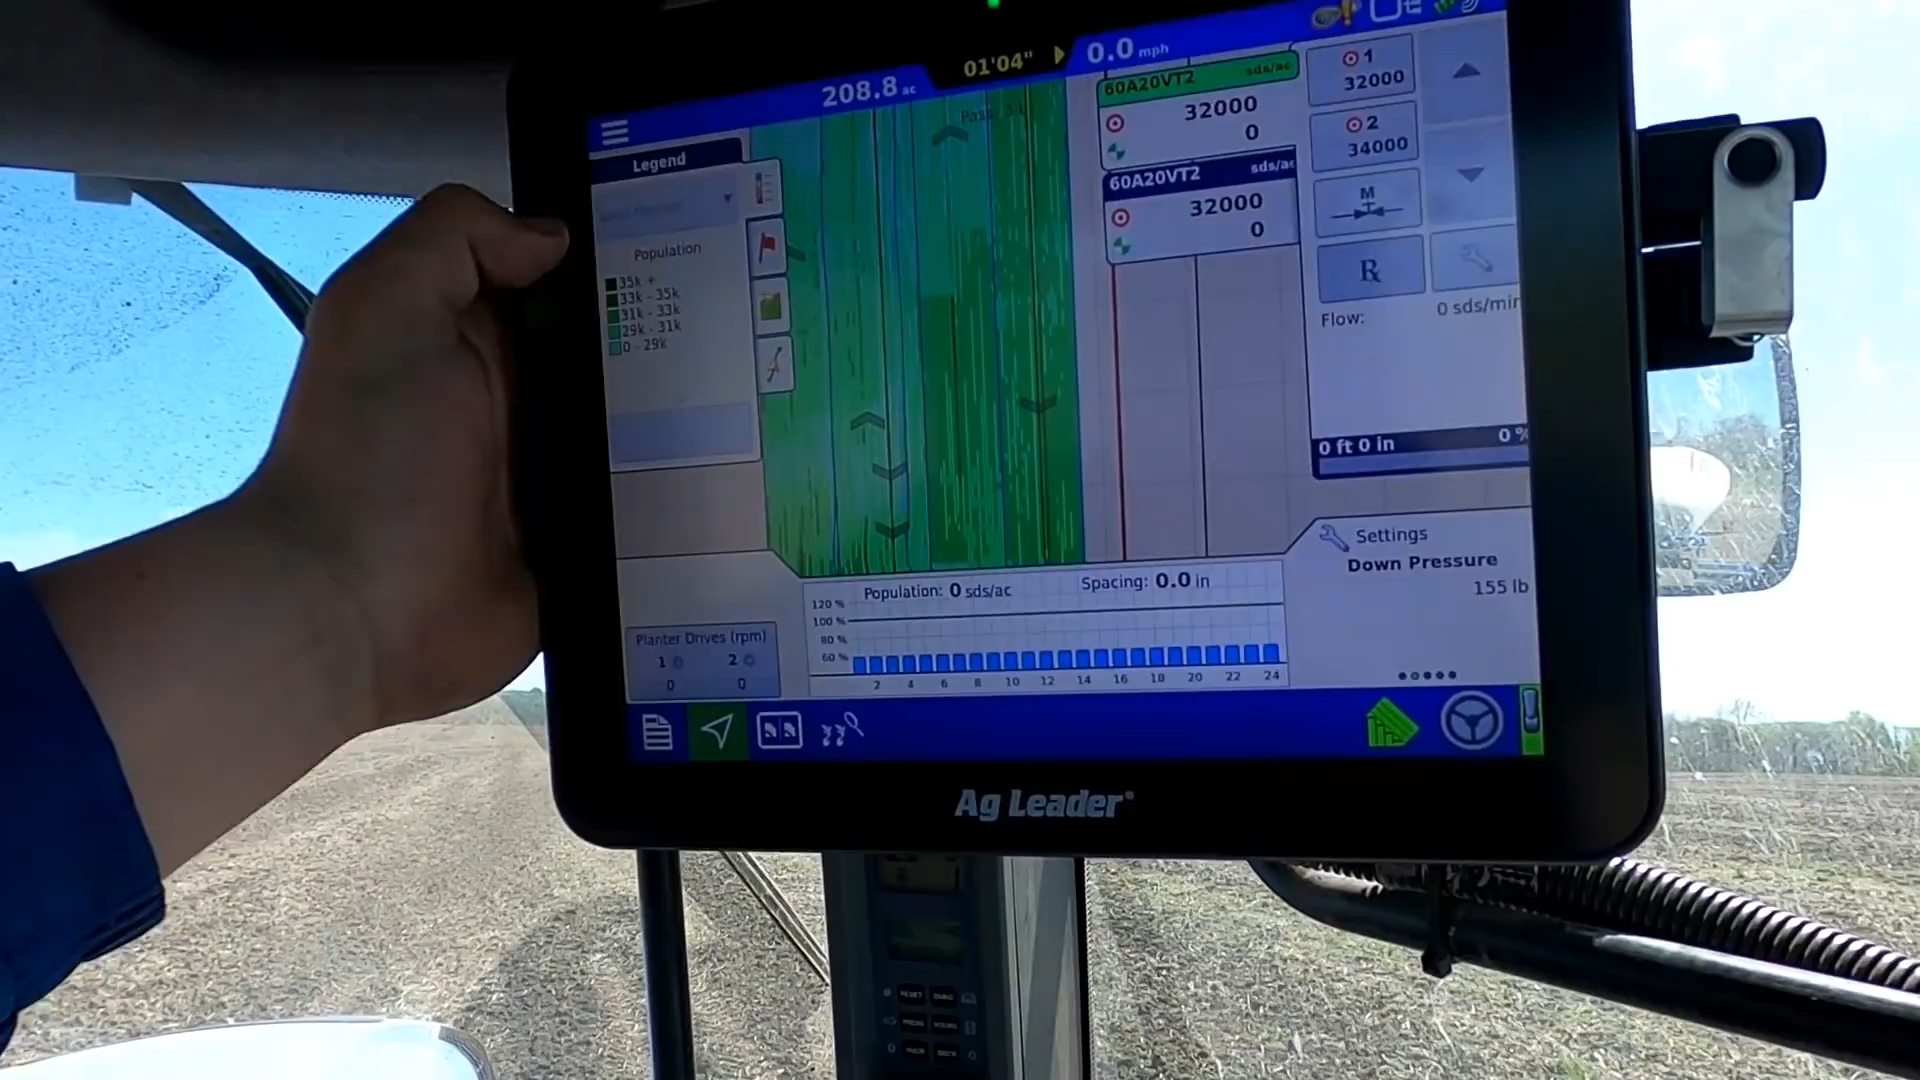 208.8 ac
01'04"
0.0 mph
Legend
Population
35k +
33k - 35k
31k - 33k
29k - 31k
0 - 29k
60A20VT2 sds/ac
32000
0
60A20VT2 sds/ac
32000
0
1
32000
2
34000
M
Rx
Flow: 0 sds/min
0 ft 0 in 0 %
Settings
Down Pressure
155 lb
Population: 0 sds/ac Spacing: 0.0 in
120 %
100 %
80 %
60 %
2 4 6 8 10 12 14 16 18 20 22 24
Planter Drives (rpm)
1 2
0 0
Ag Leader
RESET